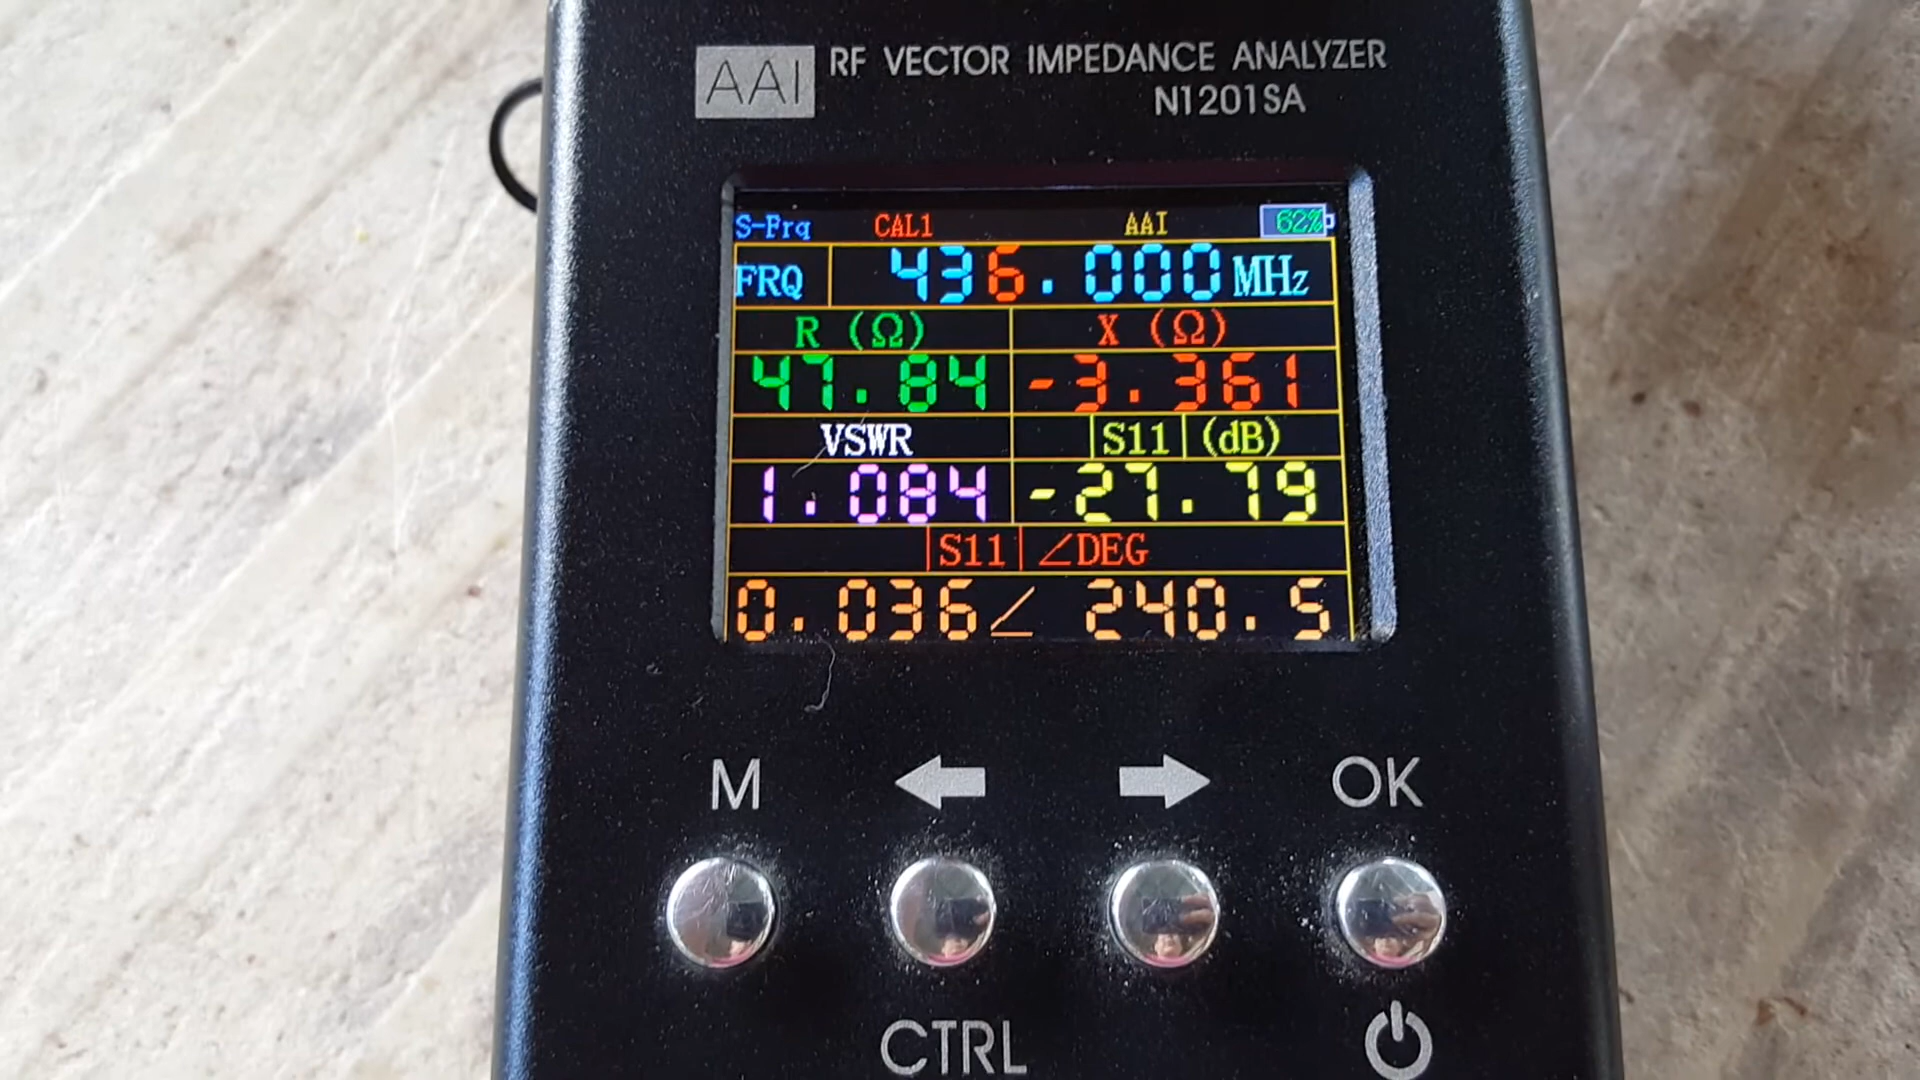 AAI RF VECTOR IMPEDANCE ANALYZER
N1201SA
S-Frq CAL1 AAI 62%
FRQ 436.000 MHz
R (Ω) X (Ω)
47.84 -3.361
VSWR |S11| (dB)
1.084 -27.79
|S11| ∠DEG
0.036∠ 240.5
M ← → OK
CTRL